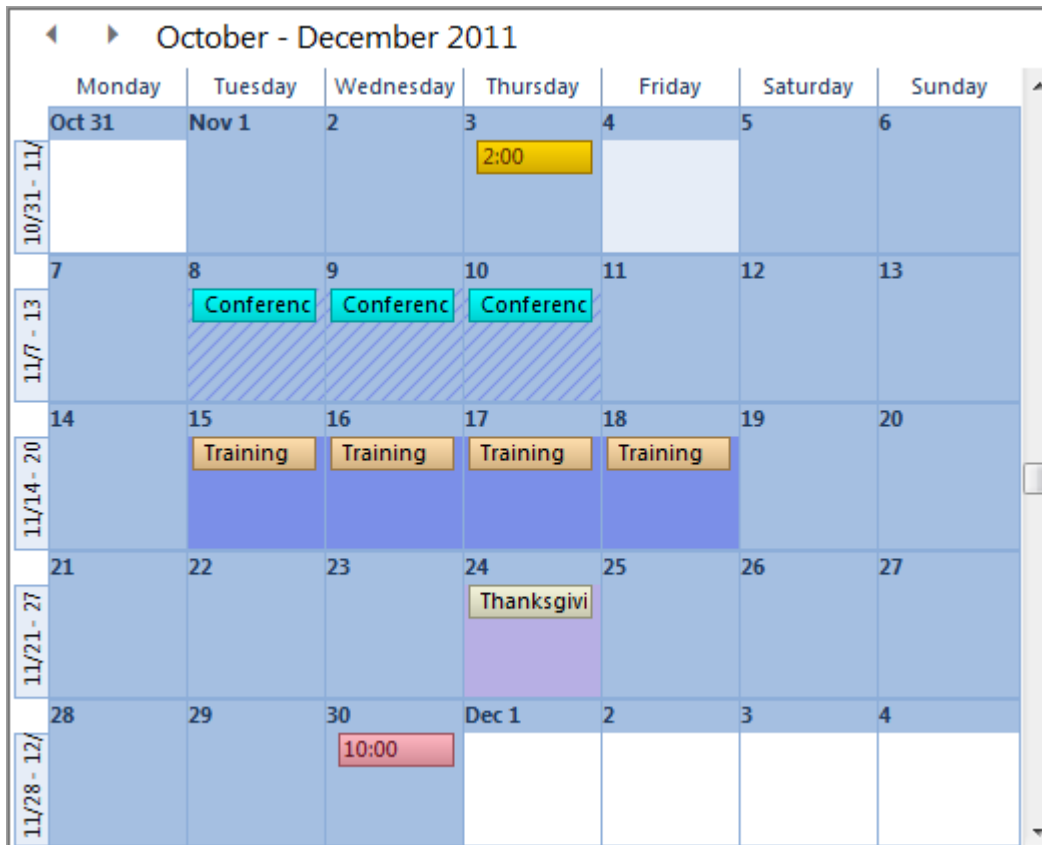 October - December 2011
Monday Tuesday Wednesday Thursday Friday Saturday Sunday
10/31 - 11/
Oct 31 Nov 1 2 3 4 5 6
2:00
11/7 - 13
7 8 9 10 11 12 13
Conferenc Conferenc Conferenc
11/14 - 20
14 15 16 17 18 19 20
Training Training Training Training
11/21 - 27
21 22 23 24 25 26 27
Thanksgivi
11/28 - 12/
28 29 30 Dec 1 2 3 4
10:00